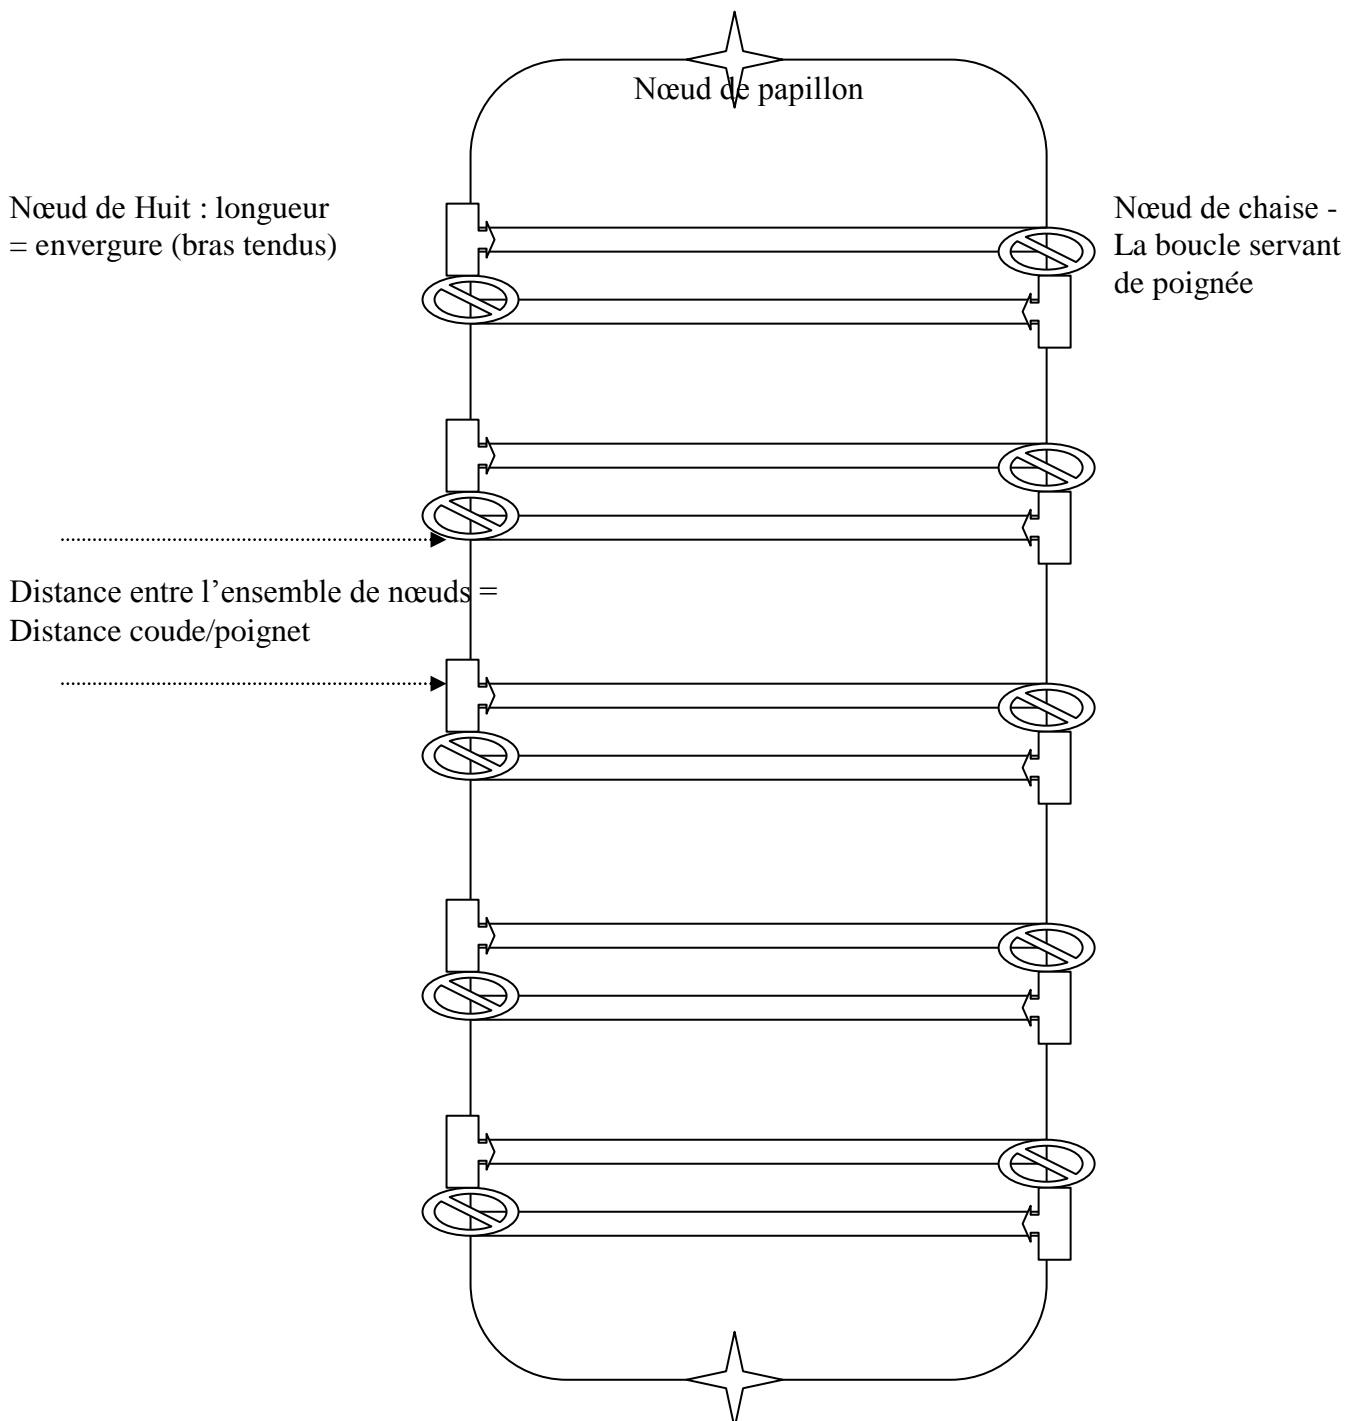 Nœud de papillon
Nœud de Huit : longueur
= envergure (bras tendus)
Nœud de chaise -
La boucle servant
de poignée
Distance entre l’ensemble de nœuds =
Distance coude/poignet